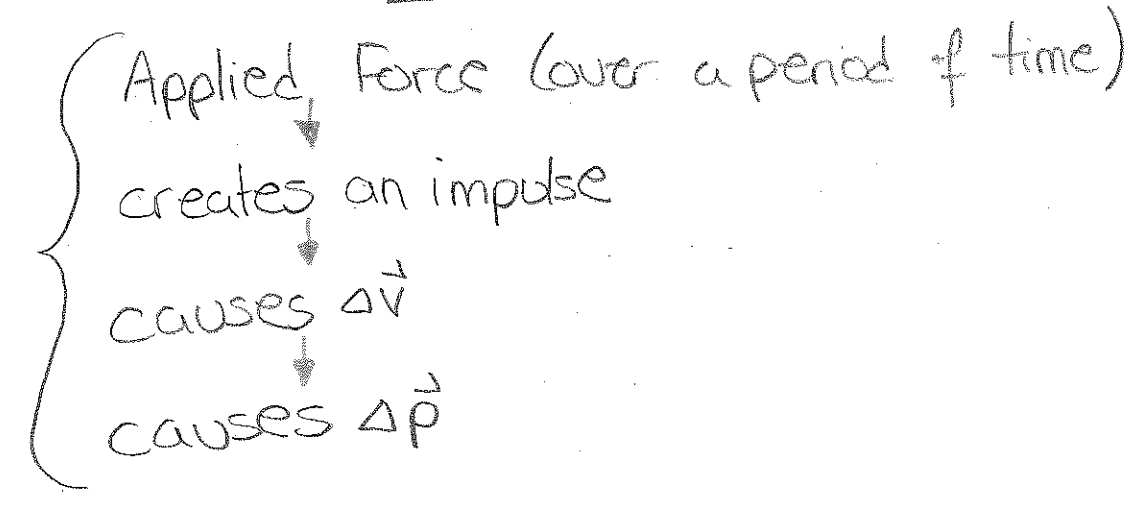 Applied Force (over a period of time)
creates an impulse
causes Δv⃗
causes Δp⃗